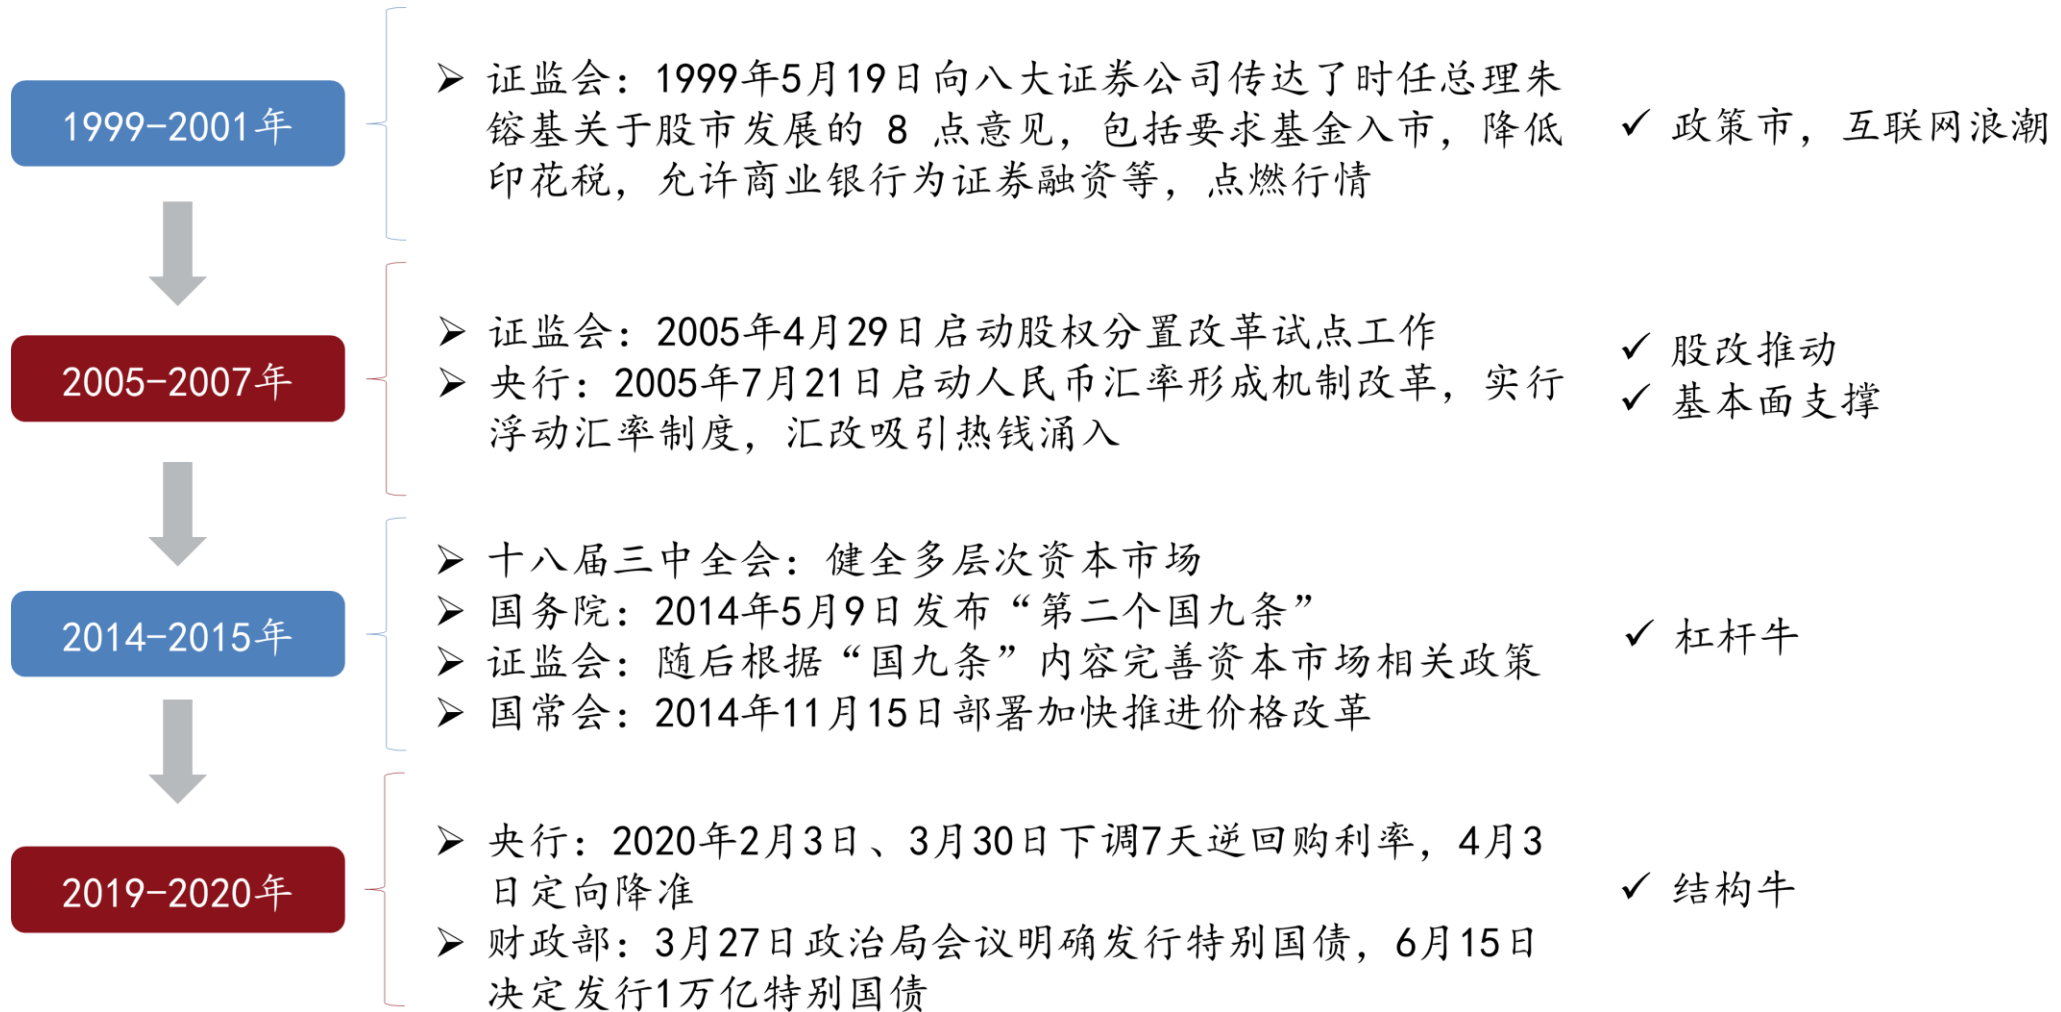 1999-2001年
➢ 证监会：1999年5月19日向八大证券公司传达了时任总理朱
镕基关于股市发展的 8 点意见，包括要求基金入市，降低
印花税，允许商业银行为证券融资等，点燃行情
✓ 政策市，互联网浪潮
2005-2007年
➢ 证监会：2005年4月29日启动股权分置改革试点工作
➢ 央行：2005年7月21日启动人民币汇率形成机制改革，实行
浮动汇率制度，汇改吸引热钱涌入
✓ 股改推动
✓ 基本面支撑
2014-2015年
➢ 十八届三中全会：健全多层次资本市场
➢ 国务院：2014年5月9日发布“第二个国九条”
➢ 证监会：随后根据“国九条”内容完善资本市场相关政策
➢ 国常会：2014年11月15日部署加快推进价格改革
✓ 杠杆牛
2019-2020年
➢ 央行：2020年2月3日、3月30日下调7天逆回购利率，4月3
日定向降准
➢ 财政部：3月27日政治局会议明确发行特别国债，6月15日
决定发行1万亿特别国债
✓ 结构牛